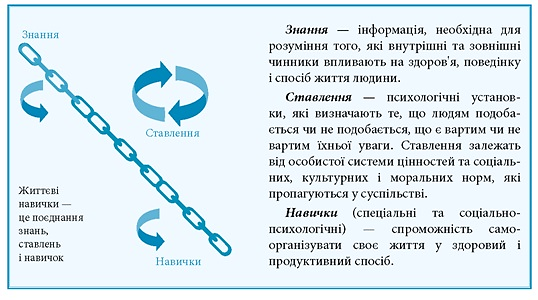 Знання
Ставлення
Життєві
навички —
це поєднання
знань,
ставлень
і навичок
Навички
Знання — інформація, необхідна для
розуміння того, які внутрішні та зовнішні
чинники впливають на здоров'я, поведінку
і спосіб життя людини.
Ставлення — психологічні установ-
ки, які визначають те, що людям подоба-
ється чи не подобається, що є вартим чи не
вартим їхньої уваги. Ставлення залежать
від особистої системи цінностей та соціаль-
них, культурних і моральних норм, які
пропагуються у суспільстві.
Навички (спеціальні та соціально-
психологічні) — спроможність само-
організувати своє життя у здоровий і
продуктивний спосіб.